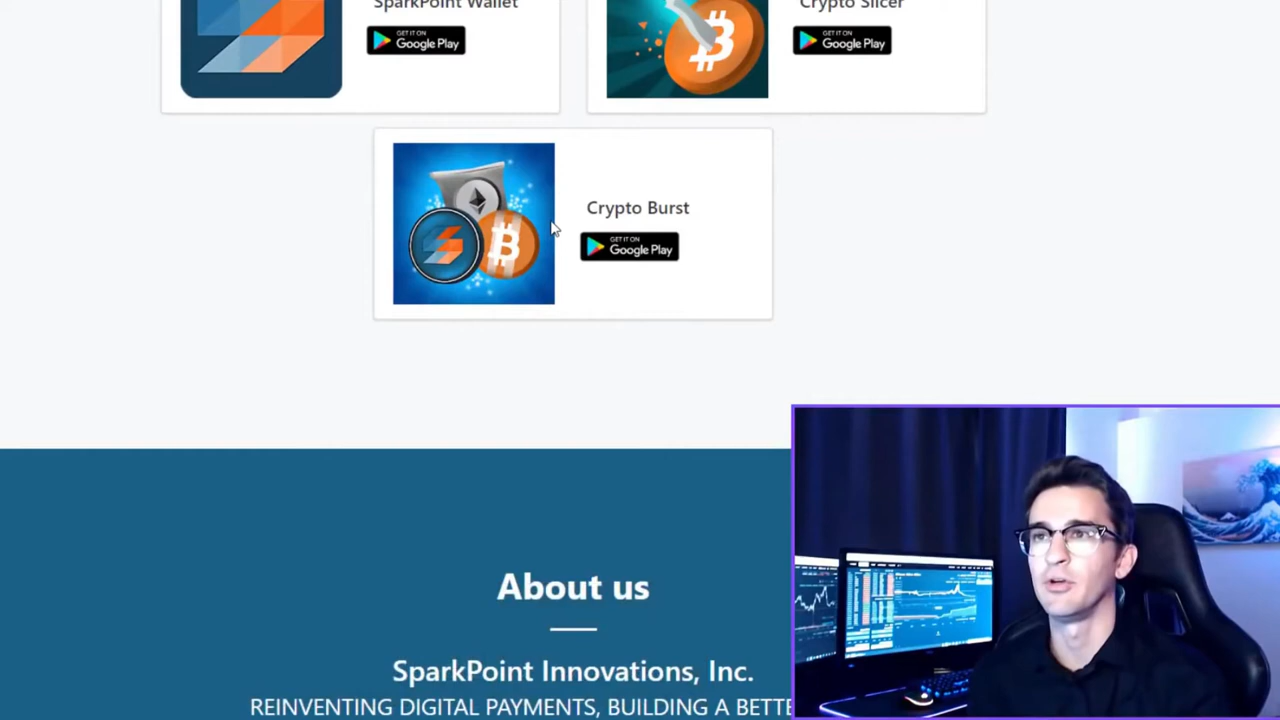 SparkPoint Wallet
Crypto Slicer
GET IT ON
Google Play
GET IT ON
Google Play
Crypto Burst
GET IT ON
Google Play
About us
SparkPoint Innovations, Inc.
REINVENTING DIGITAL PAYMENTS, BUILDING A